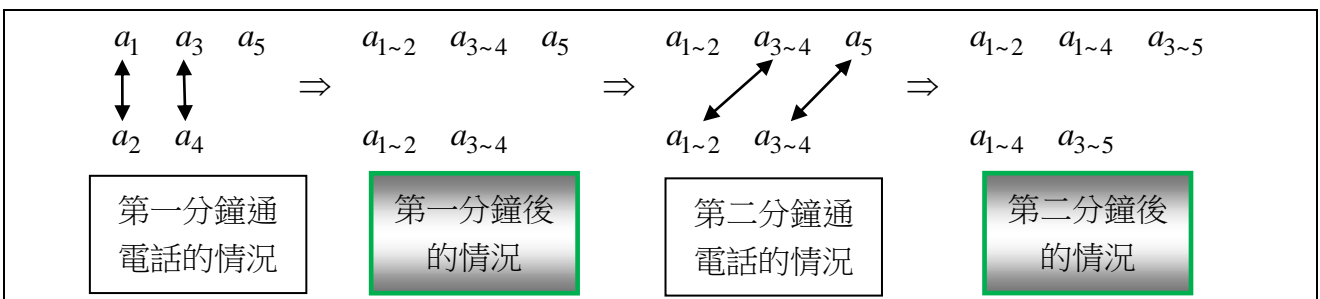 a₁ a₃ a₅ ⇒ a₁~₂ a₃~₄ a₅ ⇒ a₁~₂ a₃~₄ a₅ ⇒ a₁~₂ a₁~₄ a₃~₅
a₂ a₄ a₁~₂ a₃~₄ a₁~₂ a₃~₄ a₁~₄ a₃~₅
第一分鐘通
電話的情況
第一分鐘後
的情況
第二分鐘通
電話的情況
第二分鐘後
的情況